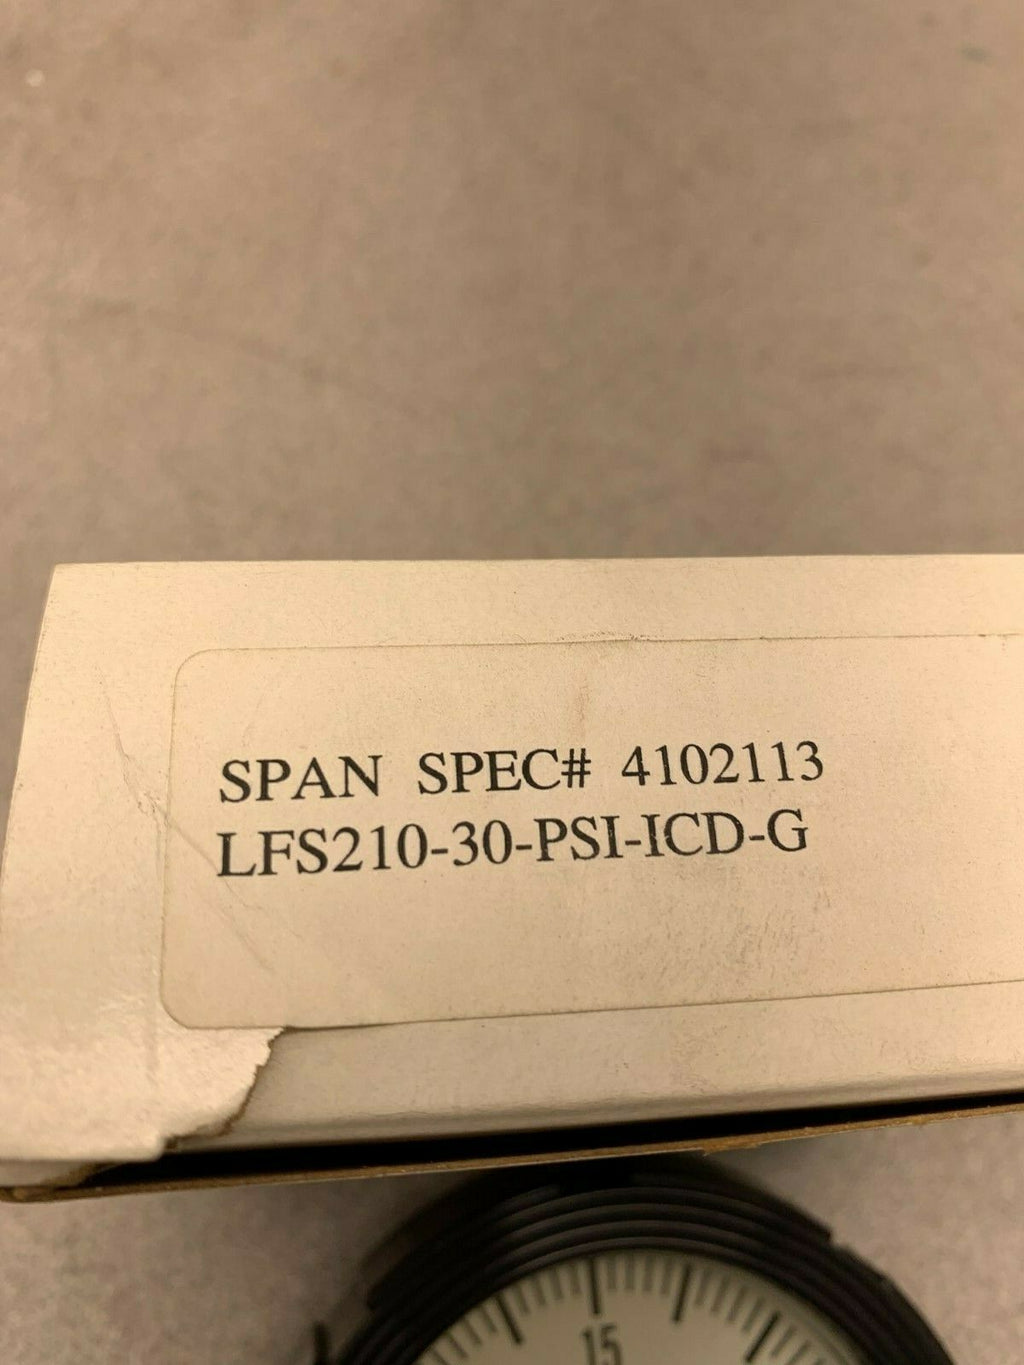 SPAN SPEC# 4102113
LFS210-30-PSI-ICD-G
15